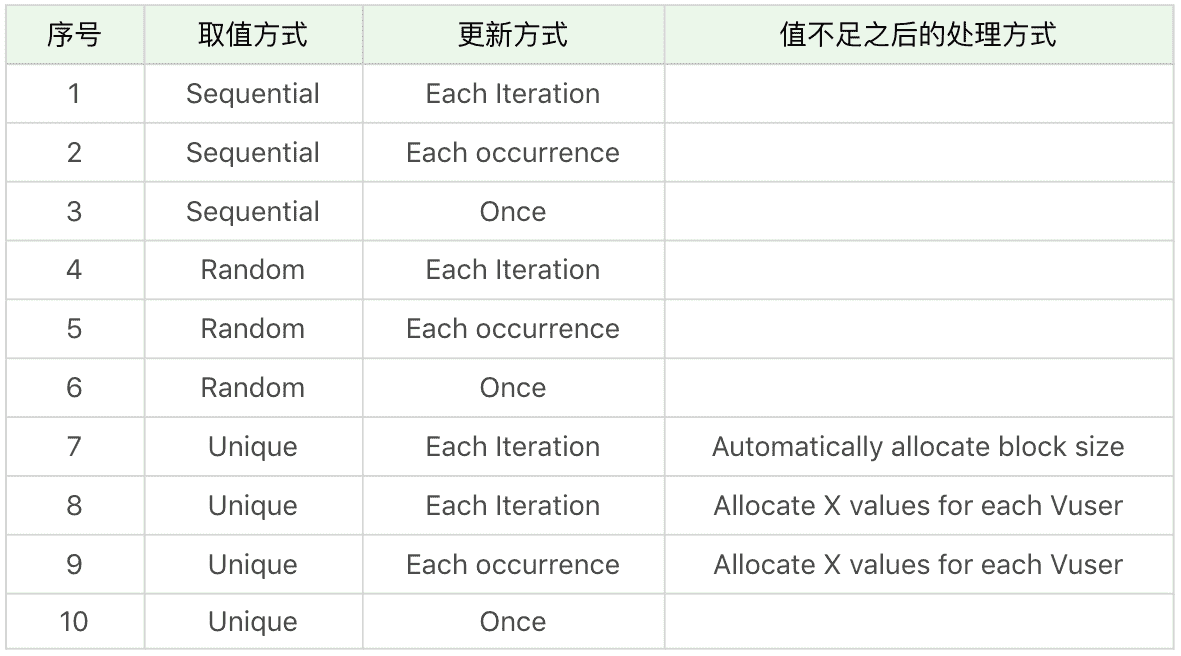 序号 取值方式 更新方式 值不足之后的处理方式
1 Sequential Each Iteration
2 Sequential Each occurrence
3 Sequential Once
4 Random Each Iteration
5 Random Each occurrence
6 Random Once
7 Unique Each Iteration Automatically allocate block size
8 Unique Each Iteration Allocate X values for each Vuser
9 Unique Each occurrence Allocate X values for each Vuser
10 Unique Once